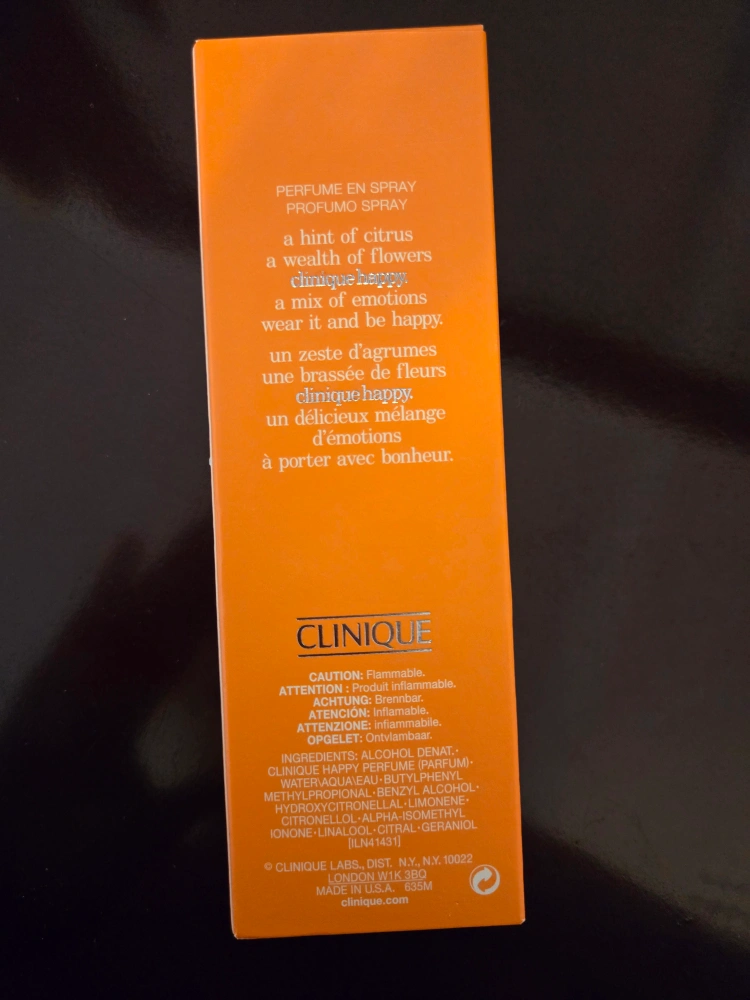 PERFUME EN SPRAY
PROFUMO SPRAY
a hint of citrus
a wealth of flowers
clinique happy.
a mix of emotions
wear it and be happy.
un zeste d'agrumes
une brassée de fleurs
clinique happy.
un délicieux mélange
d'émotions
à porter avec bonheur.
CLINIQUE
CAUTION: Flammable.
ATTENTION : Produit inflammable.
ACHTUNG: Brennbar.
ATENCIÓN: Inflamable.
ATTENZIONE: infiammabile.
OPGELET: Ontvlambaar.
INGREDIENTS: ALCOHOL DENAT.•
CLINIQUE HAPPY PERFUME (PARFUM)•
WATER\AQUA\EAU•BUTYLPHENYL
METHYLPROPIONAL•BENZYL ALCOHOL•
HYDROXYCITRONELLAL•LIMONENE•
CITRONELLOL•ALPHA-ISOMETHYL
IONONE•LINALOOL•CITRAL•GERANIOL
[ILN41431]
© CLINIQUE LABS., DIST. N.Y., N.Y. 10022
LONDON W1K 3BQ
MADE IN U.S.A. 635M
clinique.com